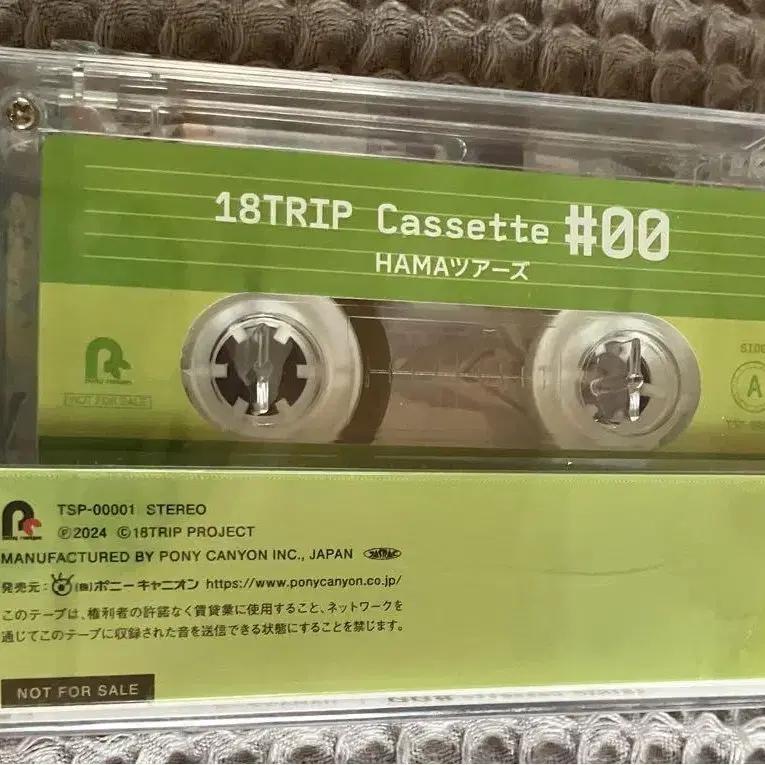 18TRIP Cassette #00
HAMAツアーズ
pony canyon
NOT FOR SALE
SIDE
A
TSP-00001 STEREO
℗2024 ©18TRIP PROJECT
MANUFACTURED BY PONY CANYON INC., JAPAN JASRAC
発売元: (株)ポニーキャニオン https://www.ponycanyon.co.jp/
このテープは、権利者の許諾なく賃貸業に使用すること、ネットワークを
通じてこのテープに収録された音を送信できる状態にすることを禁じます。
NOT FOR SALE